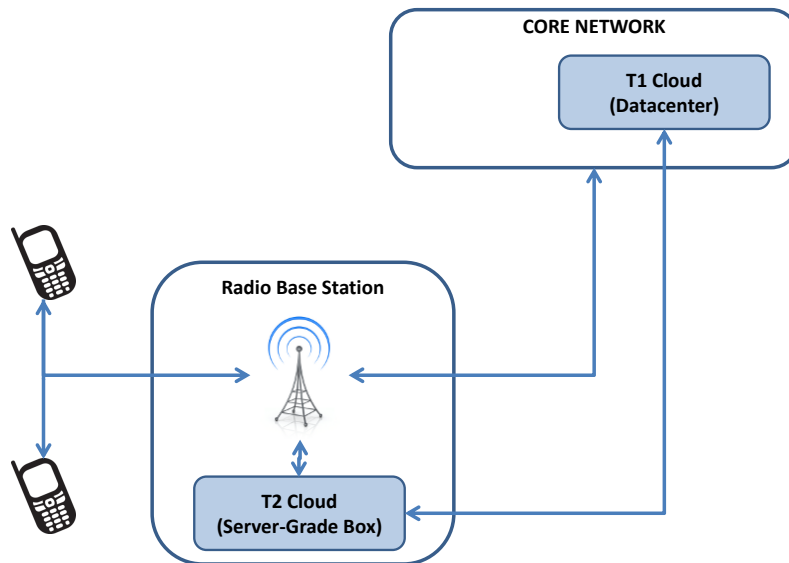 CORE NETWORK
T1 Cloud
(Datacenter)
Radio Base Station
T2 Cloud
(Server-Grade Box)